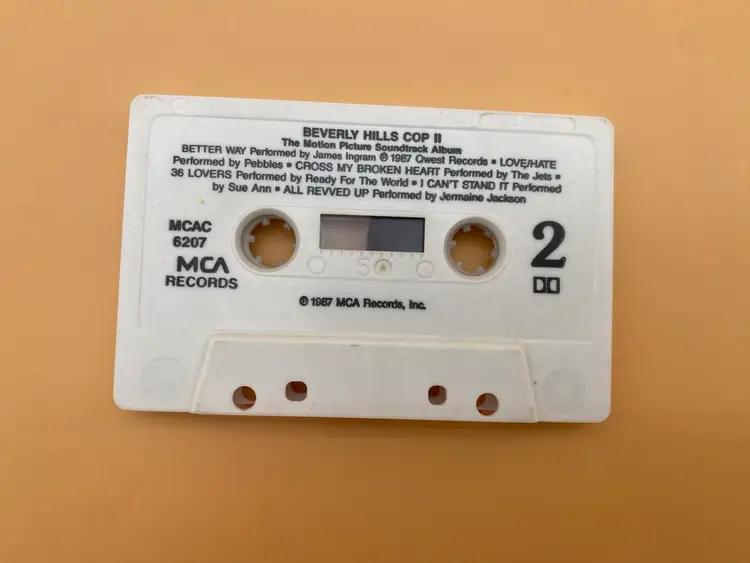 BEVERLY HILLS COP II
The Motion Picture Soundtrack Album
BETTER WAY Performed by James Ingram ℗ 1987 Qwest Records • LOVE/HATE
Performed by Pebbles • CROSS MY BROKEN HEART Performed by The Jets •
36 LOVERS Performed by Ready For The World • I CAN'T STAND IT Performed
by Sue Ann • ALL REVVED UP Performed by Jermaine Jackson
MCAC
6207
MCA
RECORDS
2
50
℗ 1987 MCA Records, Inc.